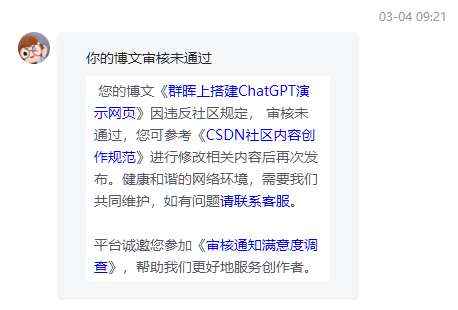 03-04 09:21
你的博文审核未通过
您的博文《群晖上搭建ChatGPT演
示网页》因违反社区规定， 审核未
通过，您可参考《CSDN社区内容创
作规范》进行修改相关内容后再次发
布。健康和谐的网络环境，需要我们
共同维护，如有问题请联系客服。
平台诚邀您参加《审核通知满意度调
查》，帮助我们更好地服务创作者。